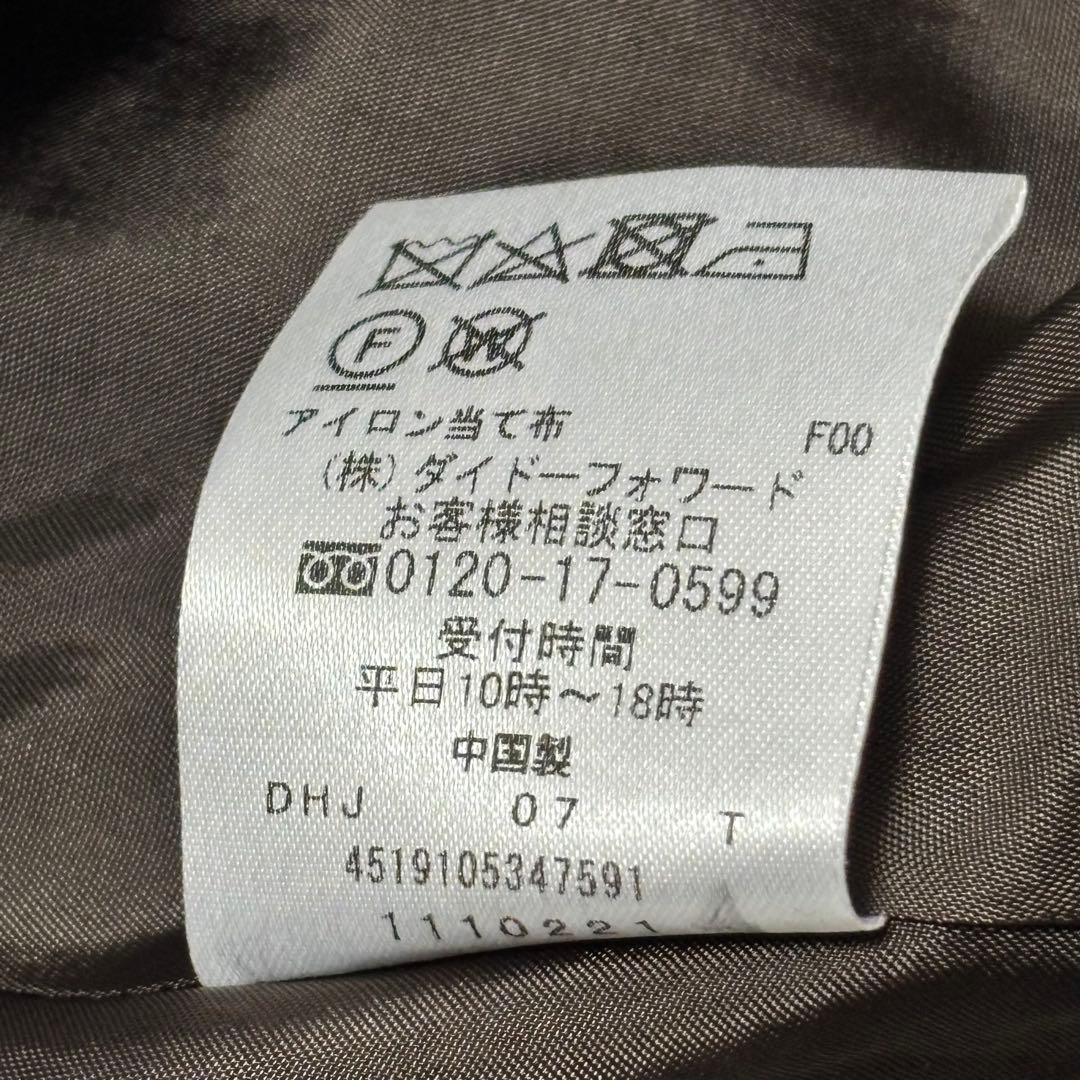 F
W
アイロン当て布 F00
(株)ダイドーフォワード
お客様相談窓口
0120-17-0599
受付時間
平日10時～18時
中国製
DHJ 07 T
4519105347591
1110221